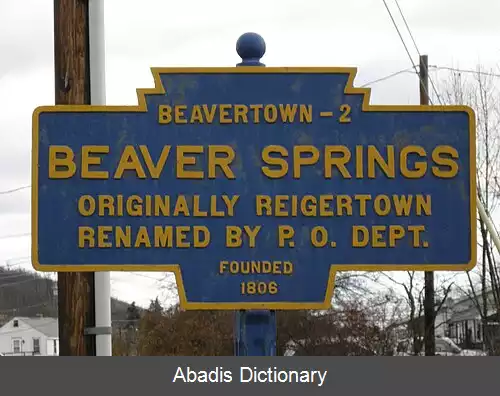 BEAVERTOWN – 2
BEAVER SPRINGS
ORIGINALLY REIGERTOWN
RENAMED BY P. O. DEPT.
FOUNDED
1806
Abadis Dictionary